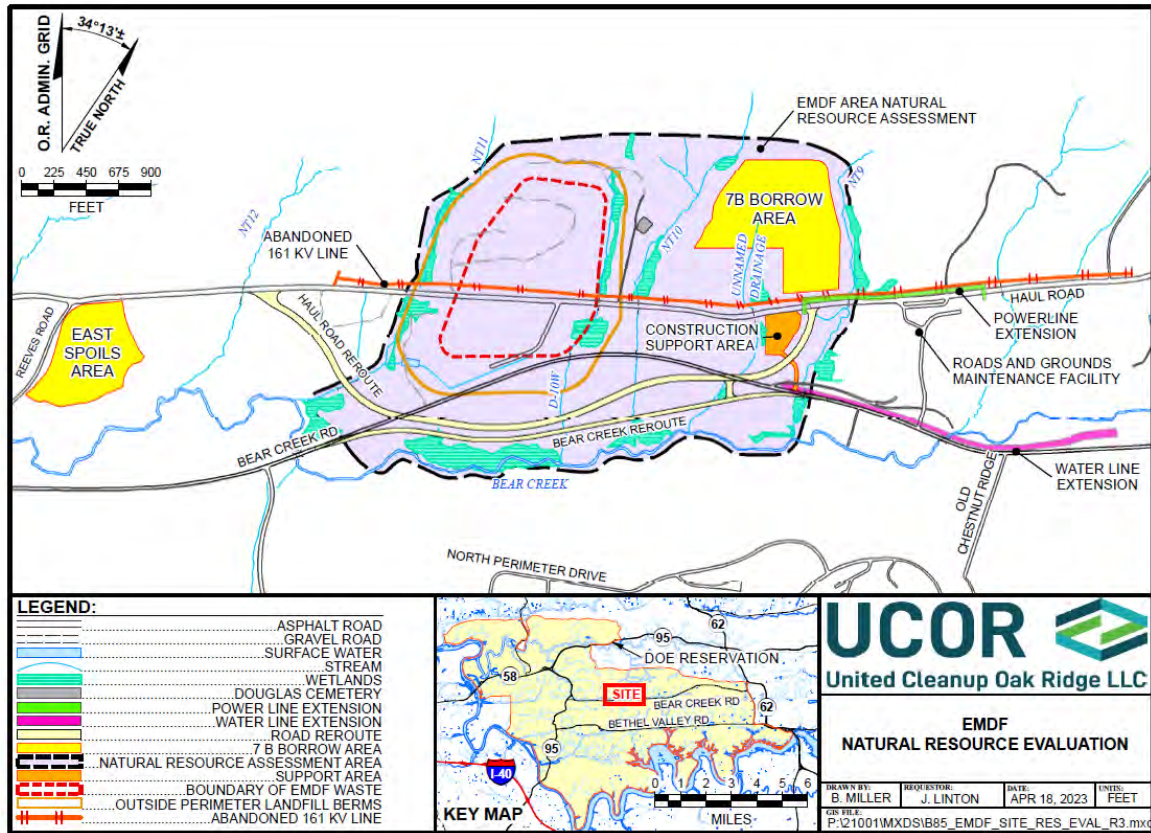 34°13'±
O.R. ADMIN. GRID
TRUE NORTH
0 225 450 675 900
FEET
NT12
NT11
EMDF AREA NATURAL
RESOURCE ASSESSMENT
NT10
NT9
7B BORROW
AREA
UNNAMED
DRAINAGE
ABANDONED
161 KV LINE
HAUL ROAD
POWERLINE
EXTENSION
REEVES ROAD
EAST
SPOILS
AREA
HAUL ROAD REROUTE
CONSTRUCTION
SUPPORT AREA
ROADS AND GROUNDS
MAINTENANCE FACILITY
D-10W
BEAR CREEK RD
BEAR CREEK REROUTE
BEAR CREEK
WATER LINE
EXTENSION
OLD
CHESTNUT RIDGE
NORTH PERIMETER DRIVE
LEGEND:
ASPHALT ROAD
GRAVEL ROAD
SURFACE WATER
STREAM
WETLANDS
DOUGLAS CEMETERY
POWER LINE EXTENSION
WATER LINE EXTENSION
ROAD REROUTE
7 B BORROW AREA
NATURAL RESOURCE ASSESSMENT AREA
SUPPORT AREA
BOUNDARY OF EMDF WASTE
OUTSIDE PERIMETER LANDFILL BERMS
ABANDONED 161 KV LINE
62
95
DOE RESERVATION
58
SITE
BEAR CREEK RD
62
BETHEL VALLEY RD
95
I-40
0 1 2 3 4 5 6
MILES
KEY MAP
UCOR
United Cleanup Oak Ridge LLC
EMDF
NATURAL RESOURCE EVALUATION
DRAWN BY: REQUESTOR: DATE: UNITS:
B. MILLER J. LINTON APR 18, 2023 FEET
GIS FILE:
P:\21001\MXDS\B85_EMDF_SITE_RES_EVAL_R3.mxd